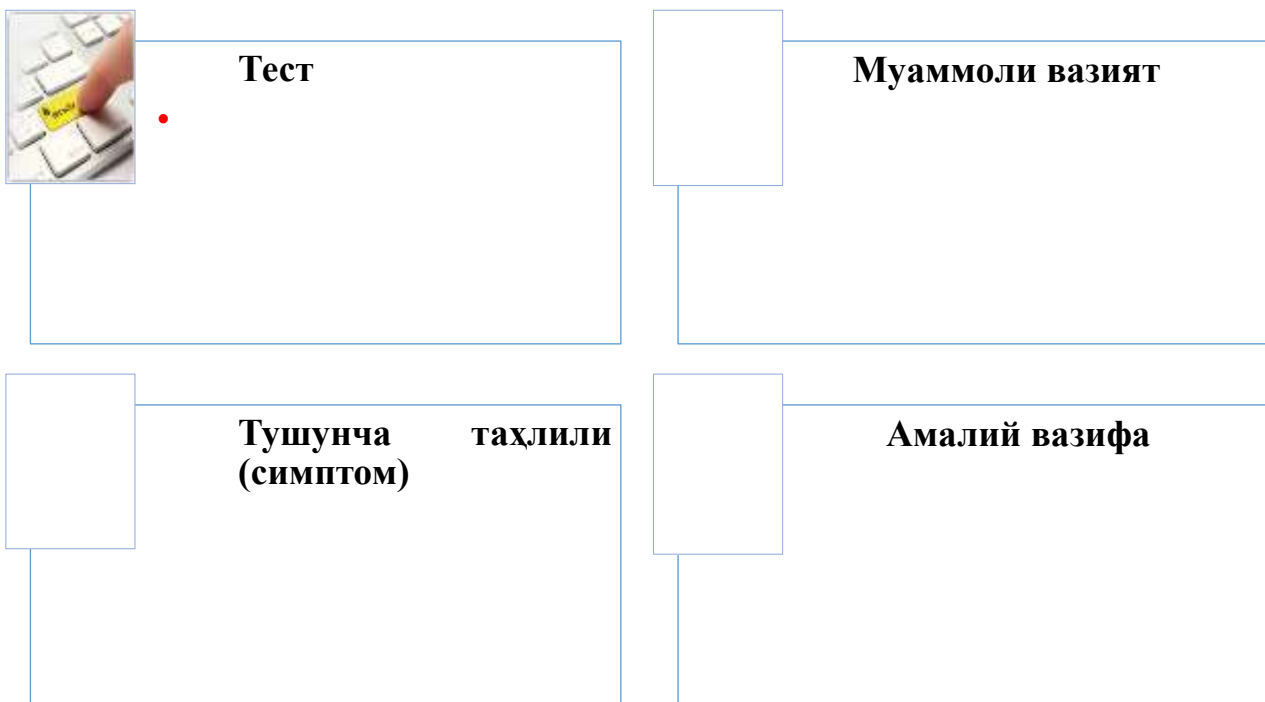 Тест
•
Муаммоли вазият
Тушунча таҳлили
(симптом)
Амалий вазифа